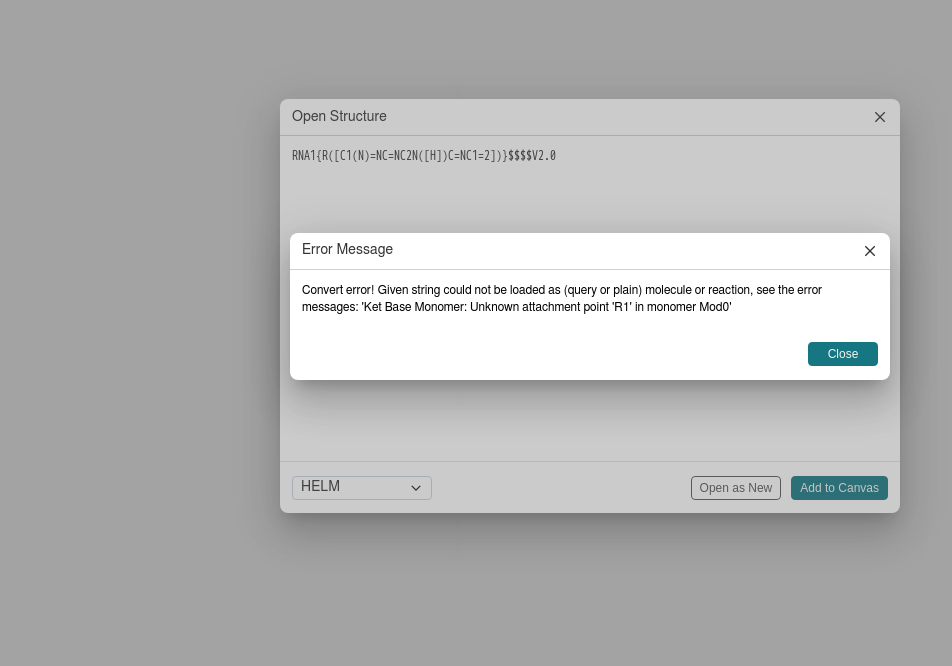 Open Structure
RNA1{R([C1(N)=NC=NC2N([H])C=NC1=2])}$$$$V2.0
Error Message
Convert error! Given string could not be loaded as (query or plain) molecule or reaction, see the error
messages: 'Ket Base Monomer: Unknown attachment point 'R1' in monomer Mod0'
Close
HELM
Open as New
Add to Canvas